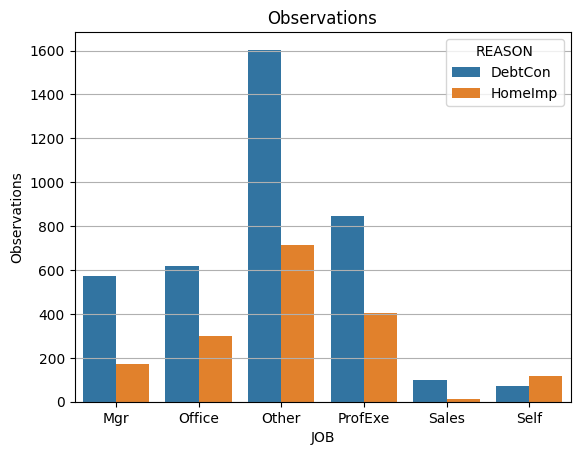 Observations
REASON
DebtCon
HomeImp
Observations
1600
1400
1200
1000
800
600
400
200
0
Mgr Office Other ProfExe Sales Self
JOB